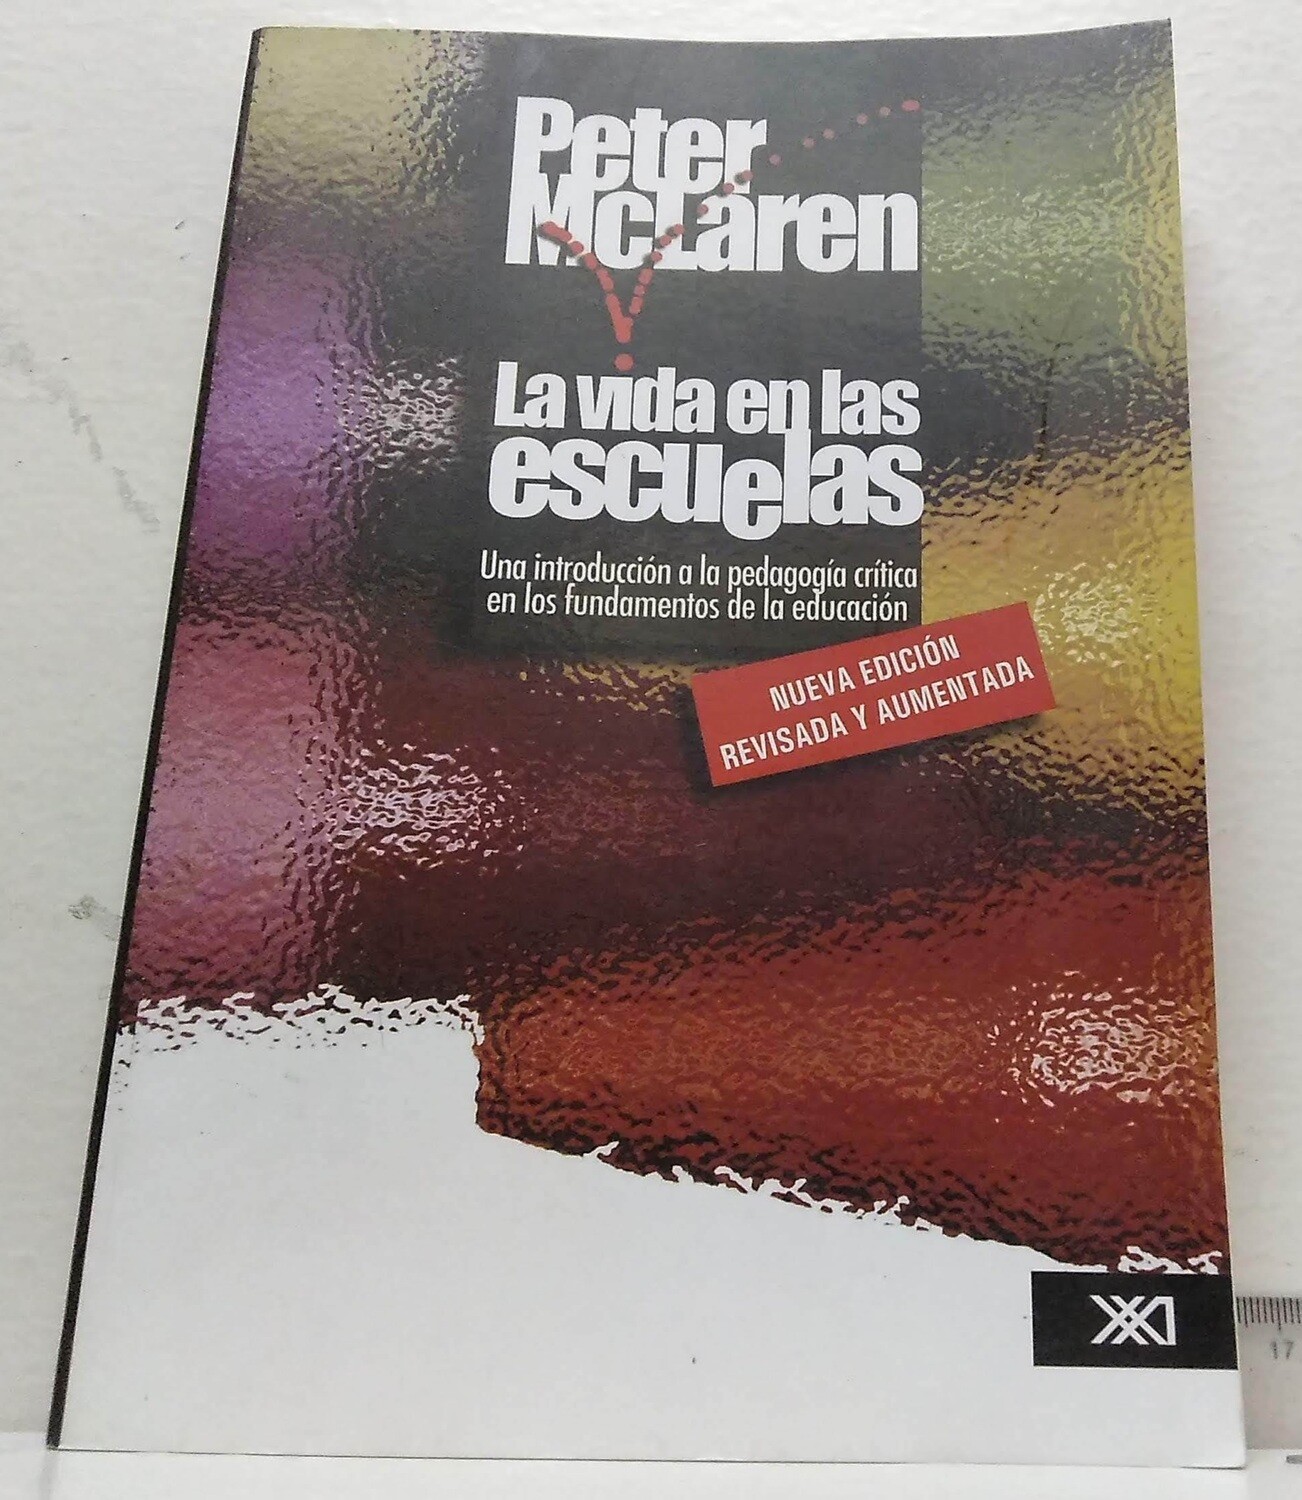 Peter
McLaren
La vida en las
escuelas
Una introducción a la pedagogía crítica
en los fundamentos de la educación
NUEVA EDICIÓN
REVISADA Y AUMENTADA
XXI
17